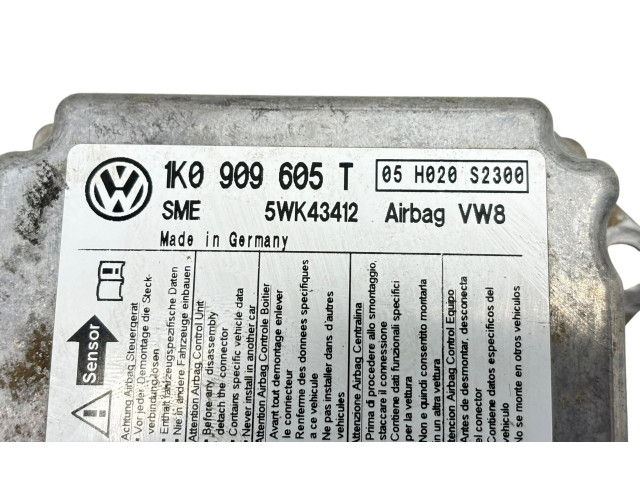 VW
1K0 909 605 T
05 H020 S2300
SME 5WK43412 Airbag VW8
Made in Germany
Sensor
Achtung Airbag Steuergerät
• Vor jeder Demontage die Steck-
verbindung lösen
• Enthält fahrzeugspezifische Daten
• Nie in andere Fahrzeuge einbauen
Attention Airbag Control Unit
• Before any disassembly
detach the connector
• Contains specific vehicle data
• Never install in another car
Attention Airbag Controle Boitier
Avant tout demontage enlever
le connecteur
Renferme des donnees specifiques
a ce vehicule
Ne pas installer dans d'autres
vehicules
Attenzione Airbag Centralina
Prima di procedere allo smontaggio,
staccare il connessione
Contiene dati funzionali specifici
per la vettura
Non e quindi consentito montarla
in un altra vettura
Atencion Airbag Control Equipo
Antes de desmontar, desconecta
el conector
Contiene datos especificos del
No se monte en otros vehiculos